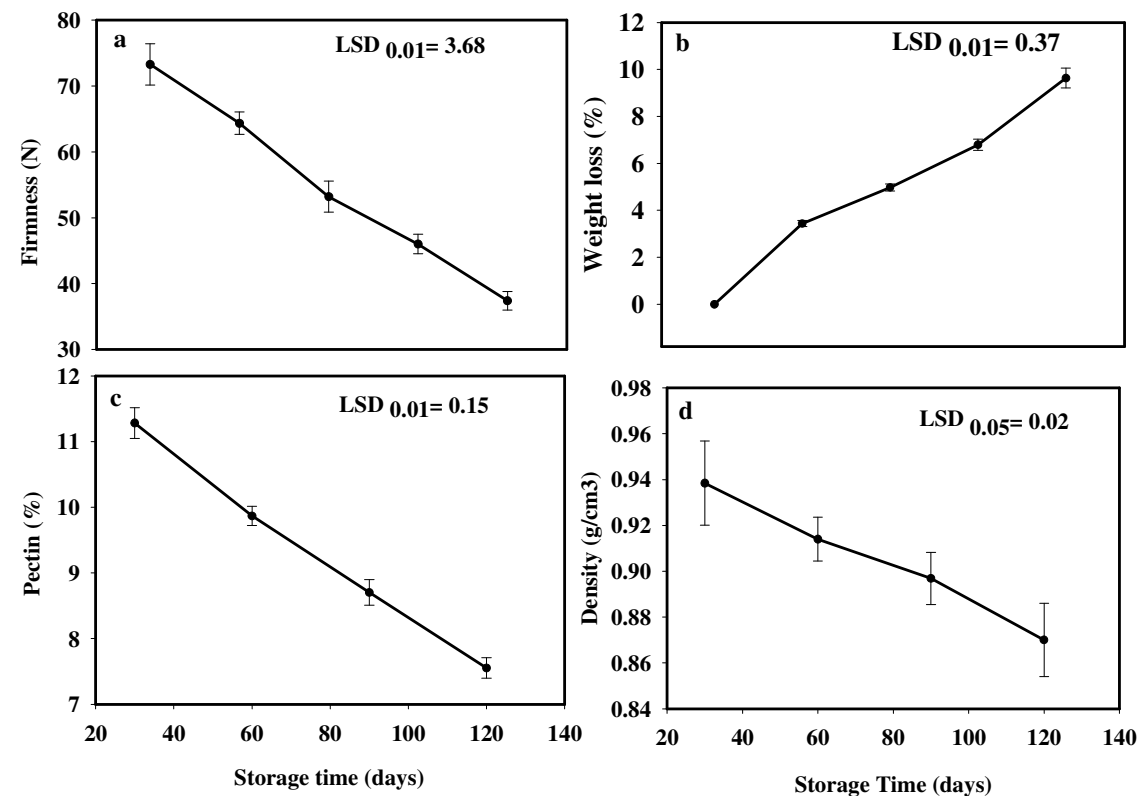 80
70
60
50
40
30
Firmness (N)
a
LSD 0.01= 3.68
12
10
8
6
4
2
0
Weight loss (%)
b
LSD 0.01= 0.37
12
11
10
9
8
7
Pectin (%)
c
LSD 0.01= 0.15
20 40 60 80 100 120 140
Storage time (days)
0.98
0.96
0.94
0.92
0.90
0.88
0.86
0.84
Density (g/cm3)
d
LSD 0.05= 0.02
20 40 60 80 100 120 140
Storage Time (days)